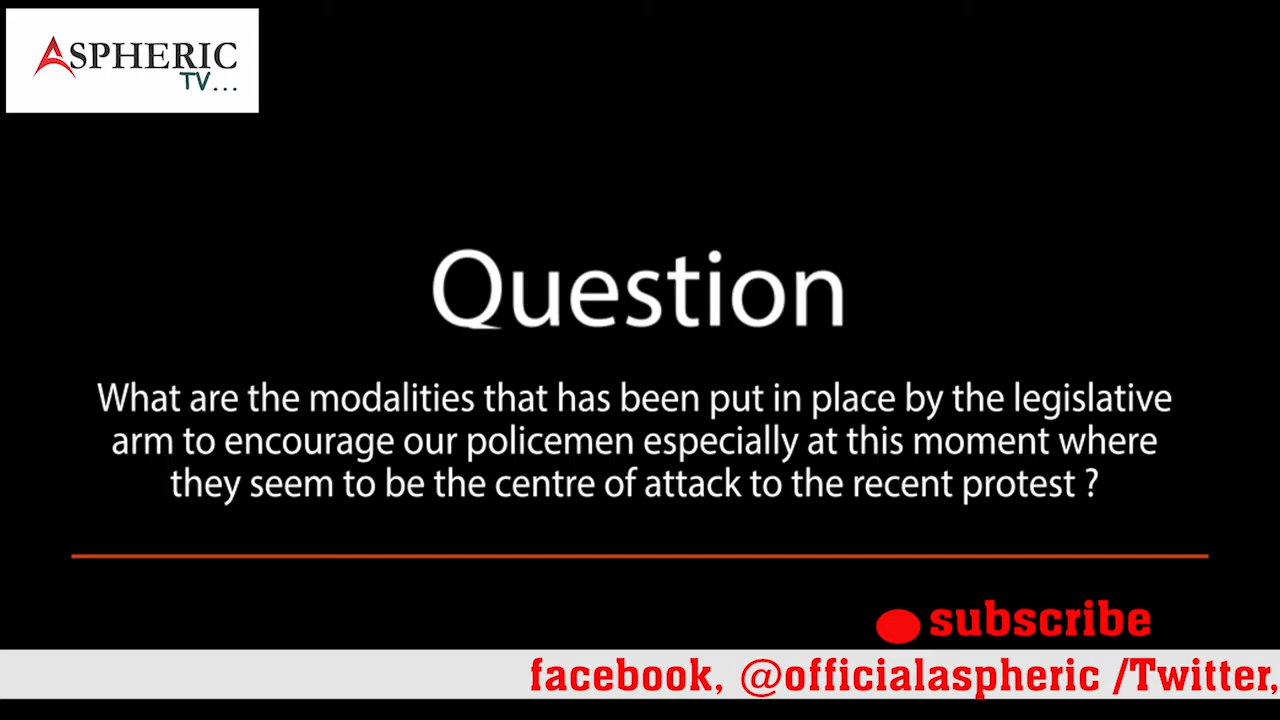 ASPHERIC
TV...
Question
What are the modalities that has been put in place by the legislative
arm to encourage our policemen especially at this moment where
they seem to be the centre of attack to the recent protest ?
subscribe
facebook, @officialaspheric /Twitter,